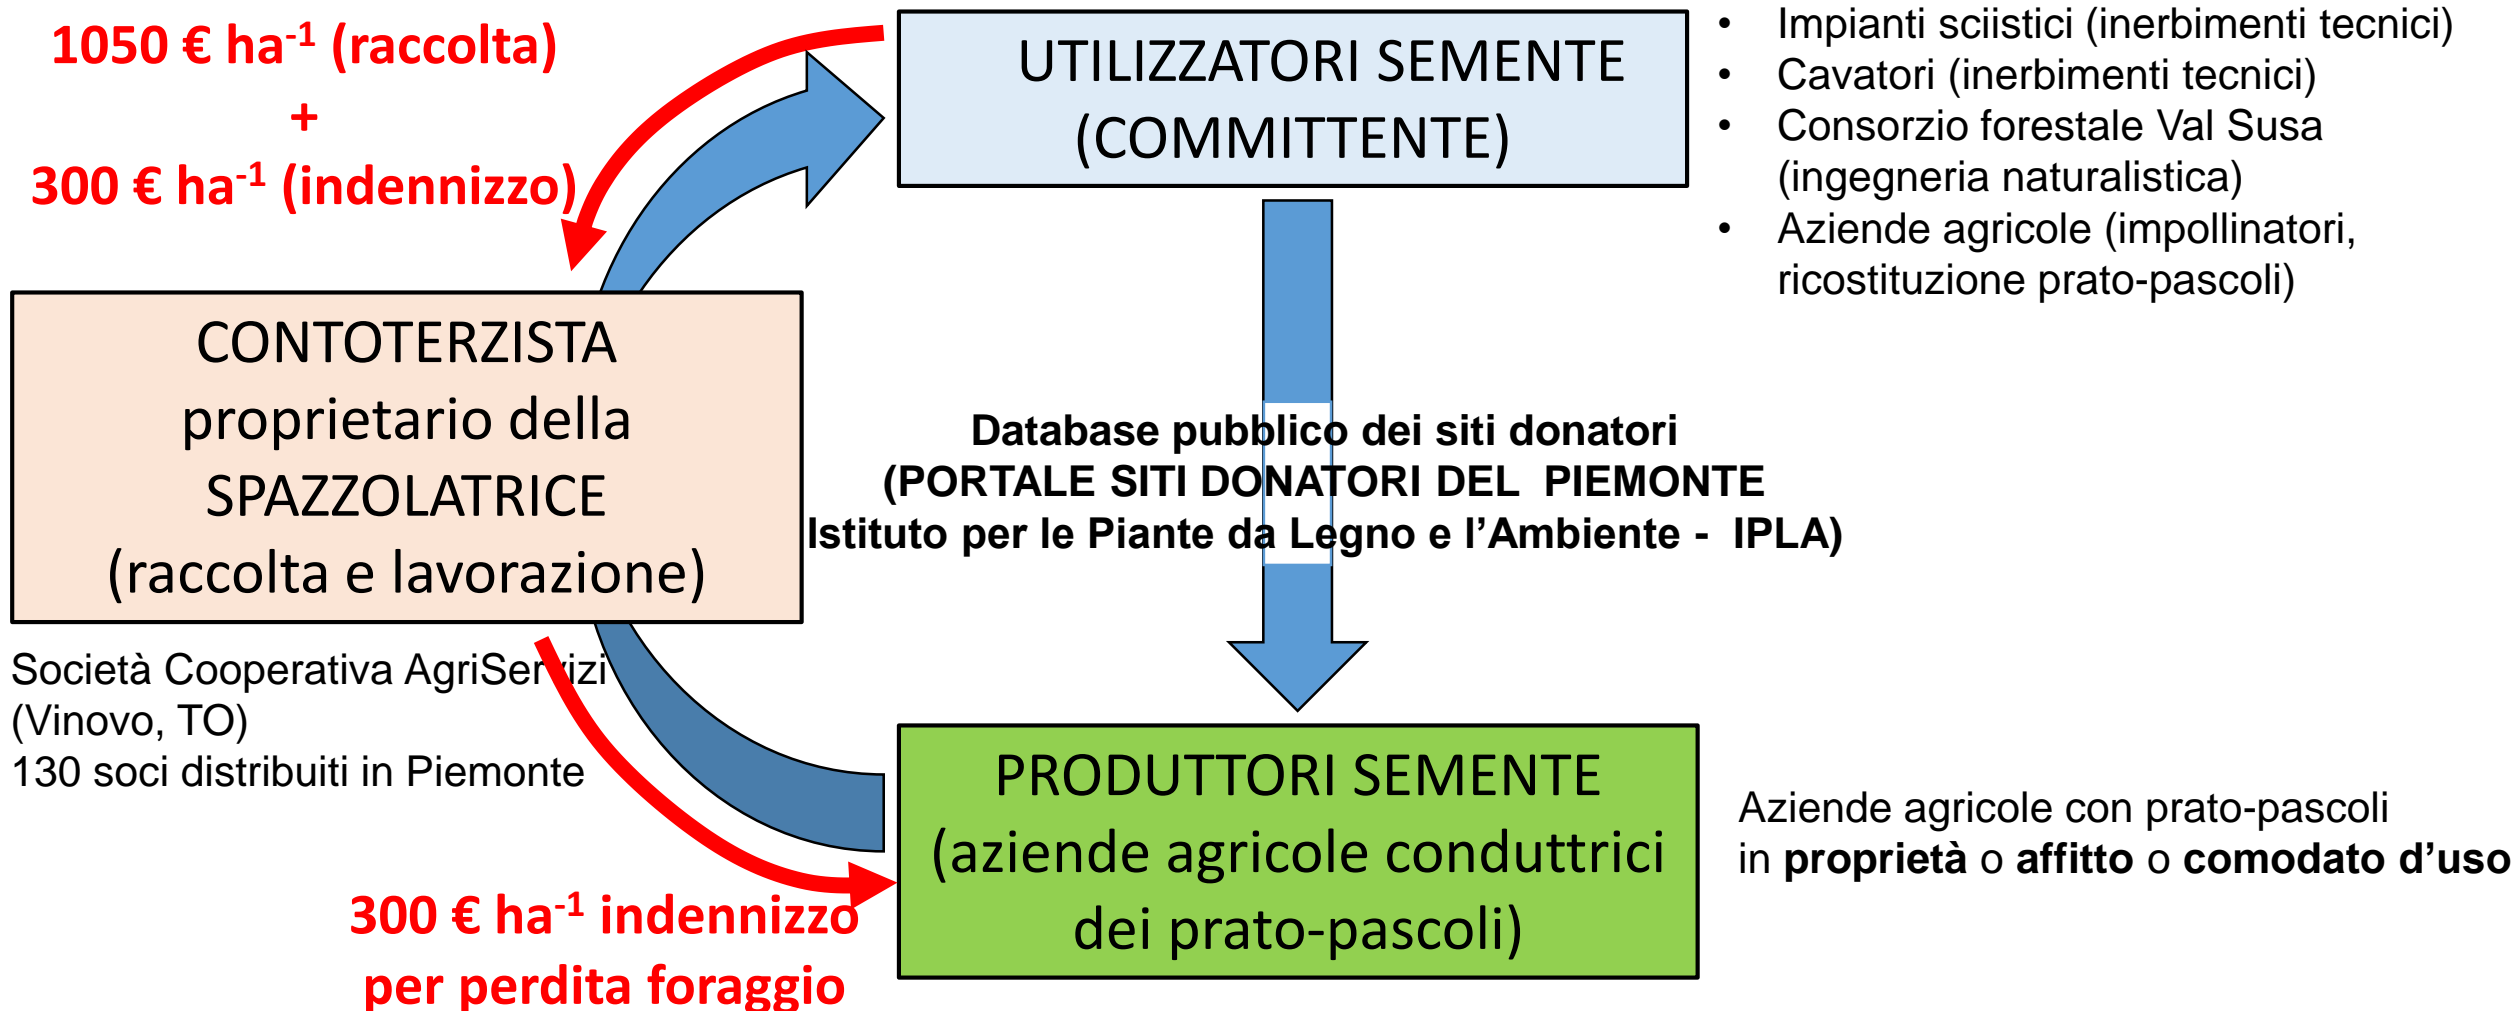 1050 € ha⁻¹ (raccolta)
+
300 € ha⁻¹ (indennizzo)
UTILIZZATORI SEMENTE
(COMMITTENTE)
• Impianti sciistici (inerbimenti tecnici)
• Cavatori (inerbimenti tecnici)
• Consorzio forestale Val Susa
(ingegneria naturalistica)
• Aziende agricole (impollinatori,
ricostituzione prato-pascoli)
CONTOTERZISTA
proprietario della
SPAZZOLATRICE
(raccolta e lavorazione)
Database pubblico dei siti donatori
(PORTALE SITI DONATORI DEL PIEMONTE
Istituto per le Piante da Legno e l’Ambiente - IPLA)
Società Cooperativa AgriServizi
(Vinovo, TO)
130 soci distribuiti in Piemonte
PRODUTTORI SEMENTE
(aziende agricole conduttrici
dei prato-pascoli)
Aziende agricole con prato-pascoli
in proprietà o affitto o comodato d’uso
300 € ha⁻¹ indennizzo
per perdita foraggio